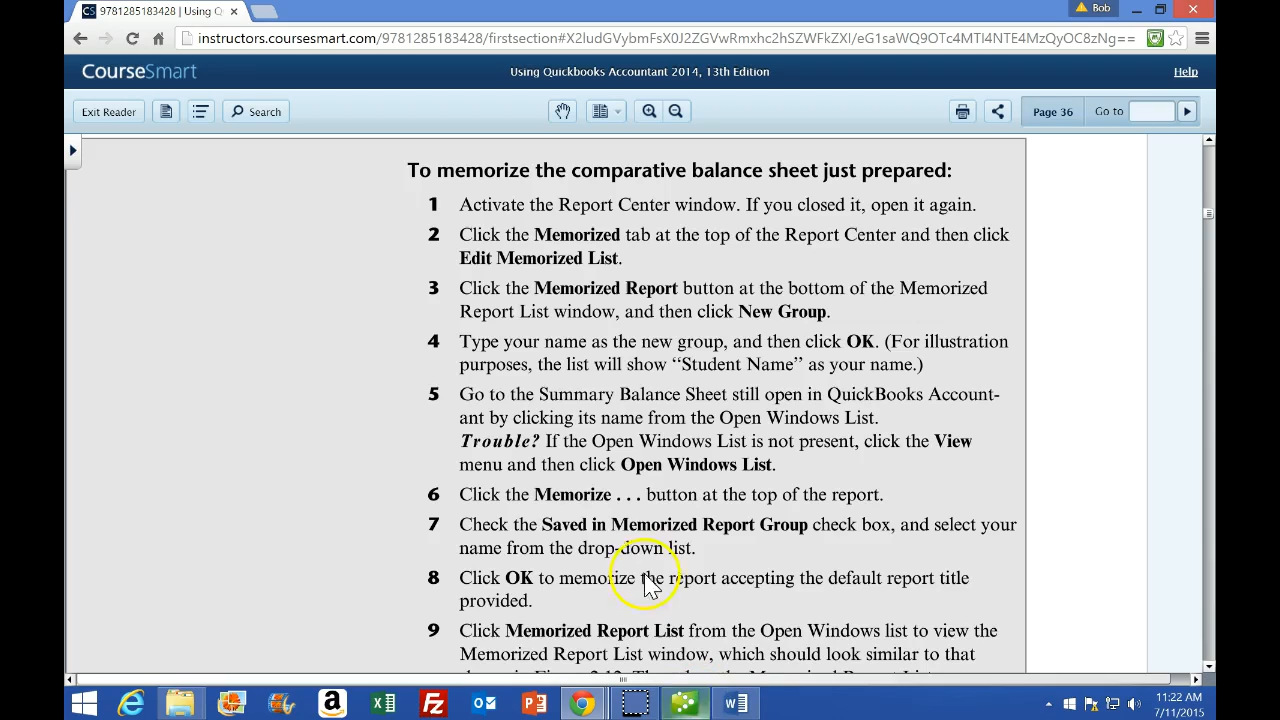 CS 9781285183428 | Using Q ×
Bob
instructors.coursesmart.com/9781285183428/firstsection#X2ludGVybmFsX0J2ZGVwRmxhc2hSZWFkZXI/eG1saWQ9OTc4MTI4NTE4MzQyOC8zNg==
CourseSmart
Using Quickbooks Accountant 2014, 13th Edition
Help
Exit Reader
Search
Page 36
Go to
To memorize the comparative balance sheet just prepared:
1 Activate the Report Center window. If you closed it, open it again.
2 Click the Memorized tab at the top of the Report Center and then click
Edit Memorized List.
3 Click the Memorized Report button at the bottom of the Memorized
Report List window, and then click New Group.
4 Type your name as the new group, and then click OK. (For illustration
purposes, the list will show “Student Name” as your name.)
5 Go to the Summary Balance Sheet still open in QuickBooks Account-
ant by clicking its name from the Open Windows List.
Trouble? If the Open Windows List is not present, click the View
menu and then click Open Windows List.
6 Click the Memorize . . . button at the top of the report.
7 Check the Saved in Memorized Report Group check box, and select your
name from the drop-down list.
8 Click OK to memorize the report accepting the default report title
provided.
9 Click Memorized Report List from the Open Windows list to view the
Memorized Report List window, which should look similar to that
11:22 AM
7/11/2015